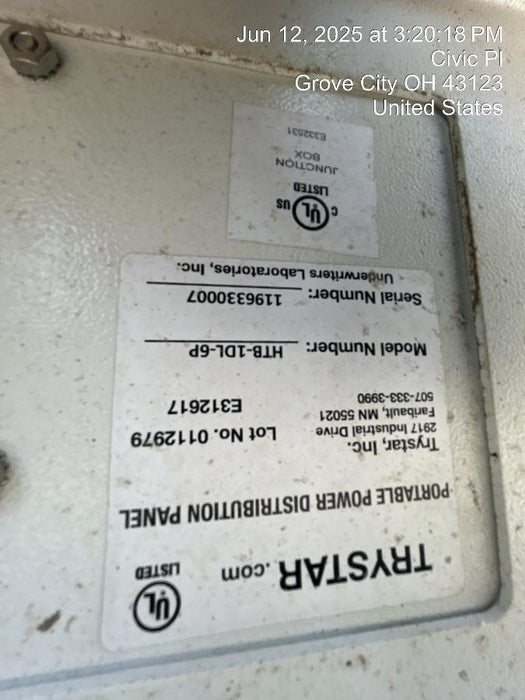 Jun 12, 2025 at 3:20:18 PM
Civic Pl
Grove City OH 43123
United States
UL
LISTED
TRYSTAR.com
PORTABLE POWER DISTRIBUTION PANEL
Trystar, Inc.
2917 Industrial Drive
Faribault, MN 55021
507-333-3990
Lot No. 0112979
E312617
Model Number: HTB-1DL-6P
Serial Number: 1196330007
Underwriters Laboratories, Inc.
C UL US
LISTED
JUNCTION
BOX
E332531